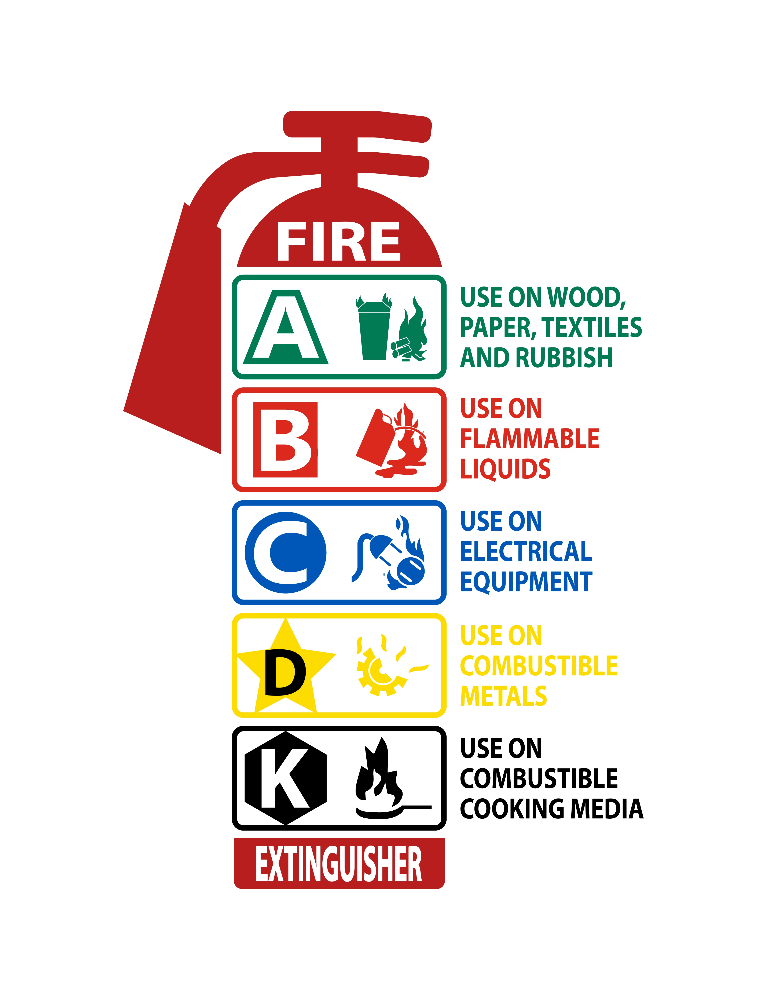 FIRE
A
USE ON WOOD,
PAPER, TEXTILES
AND RUBBISH
B
USE ON
FLAMMABLE
LIQUIDS
C
USE ON
ELECTRICAL
EQUIPMENT
D
USE ON
COMBUSTIBLE
METALS
K
USE ON
COMBUSTIBLE
COOKING MEDIA
EXTINGUISHER